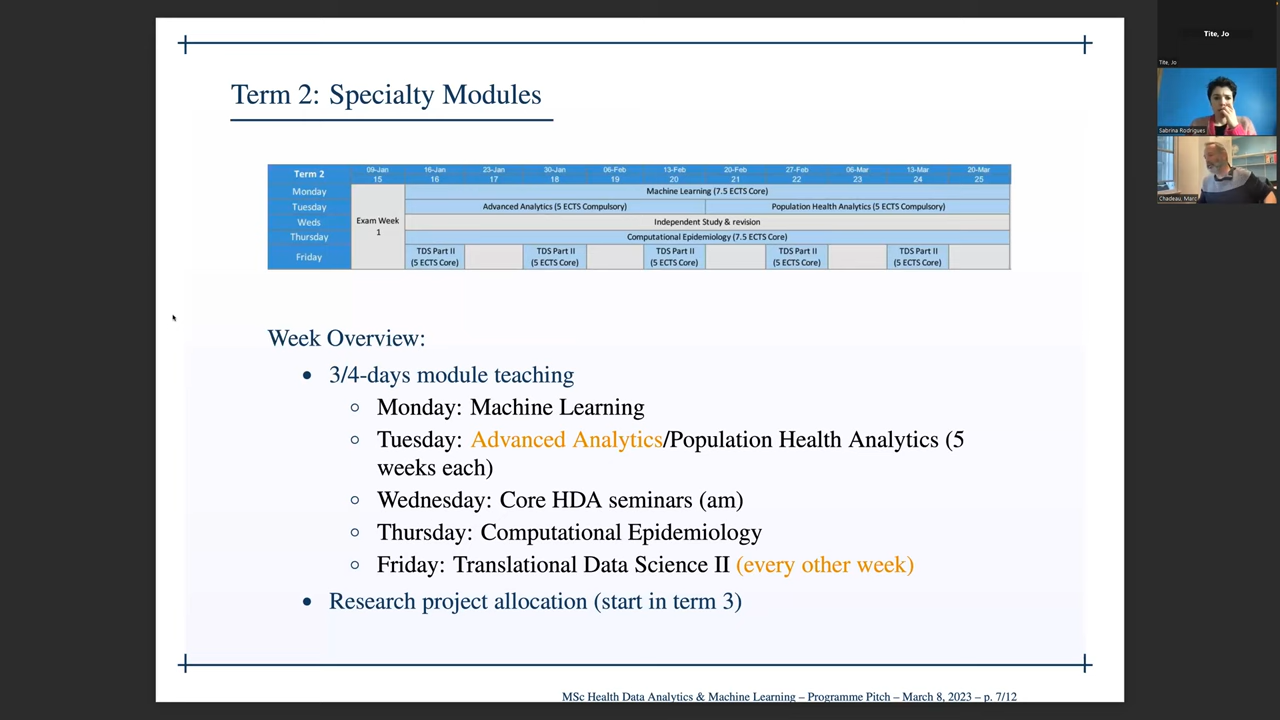 Term 2: Specialty Modules
Term 2 09-Jan 16-Jan 23-Jan 30-Jan 06-Feb 13-Feb 20-Feb 27-Feb 06-Mar 13-Mar 20-Mar
15 16 17 18 19 20 21 22 23 24 25
Monday Machine Learning (7.5 ECTS Core)
Tuesday Advanced Analytics (5 ECTS Compulsory) Population Health Analytics (5 ECTS Compulsory)
Weds Independent Study & revision
Exam Week
1
Thursday Computational Epidemiology (7.5 ECTS Core)
Friday
TDS Part II TDS Part II TDS Part II TDS Part II TDS Part II
(5 ECTS Core) (5 ECTS Core) (5 ECTS Core) (5 ECTS Core) (5 ECTS Core)
Week Overview:
• 3/4-days module teaching
Monday: Machine Learning
Tuesday: Advanced Analytics/Population Health Analytics (5
weeks each)
Wednesday: Core HDA seminars (am)
Thursday: Computational Epidemiology
Friday: Translational Data Science II (every other week)
• Research project allocation (start in term 3)
MSc Health Data Analytics & Machine Learning – Programme Pitch – March 8, 2023 – p. 7/12
Tite, Jo
Tite, Jo
Sabrina Rodrigues
Chadeau, Marc